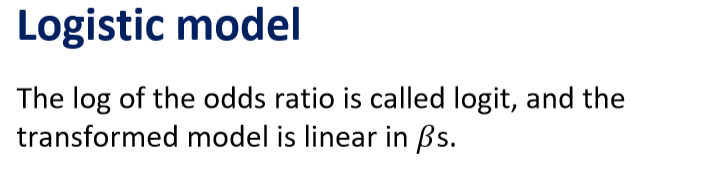 Logistic model
The log of the odds ratio is called logit, and the
transformed model is linear in βs.